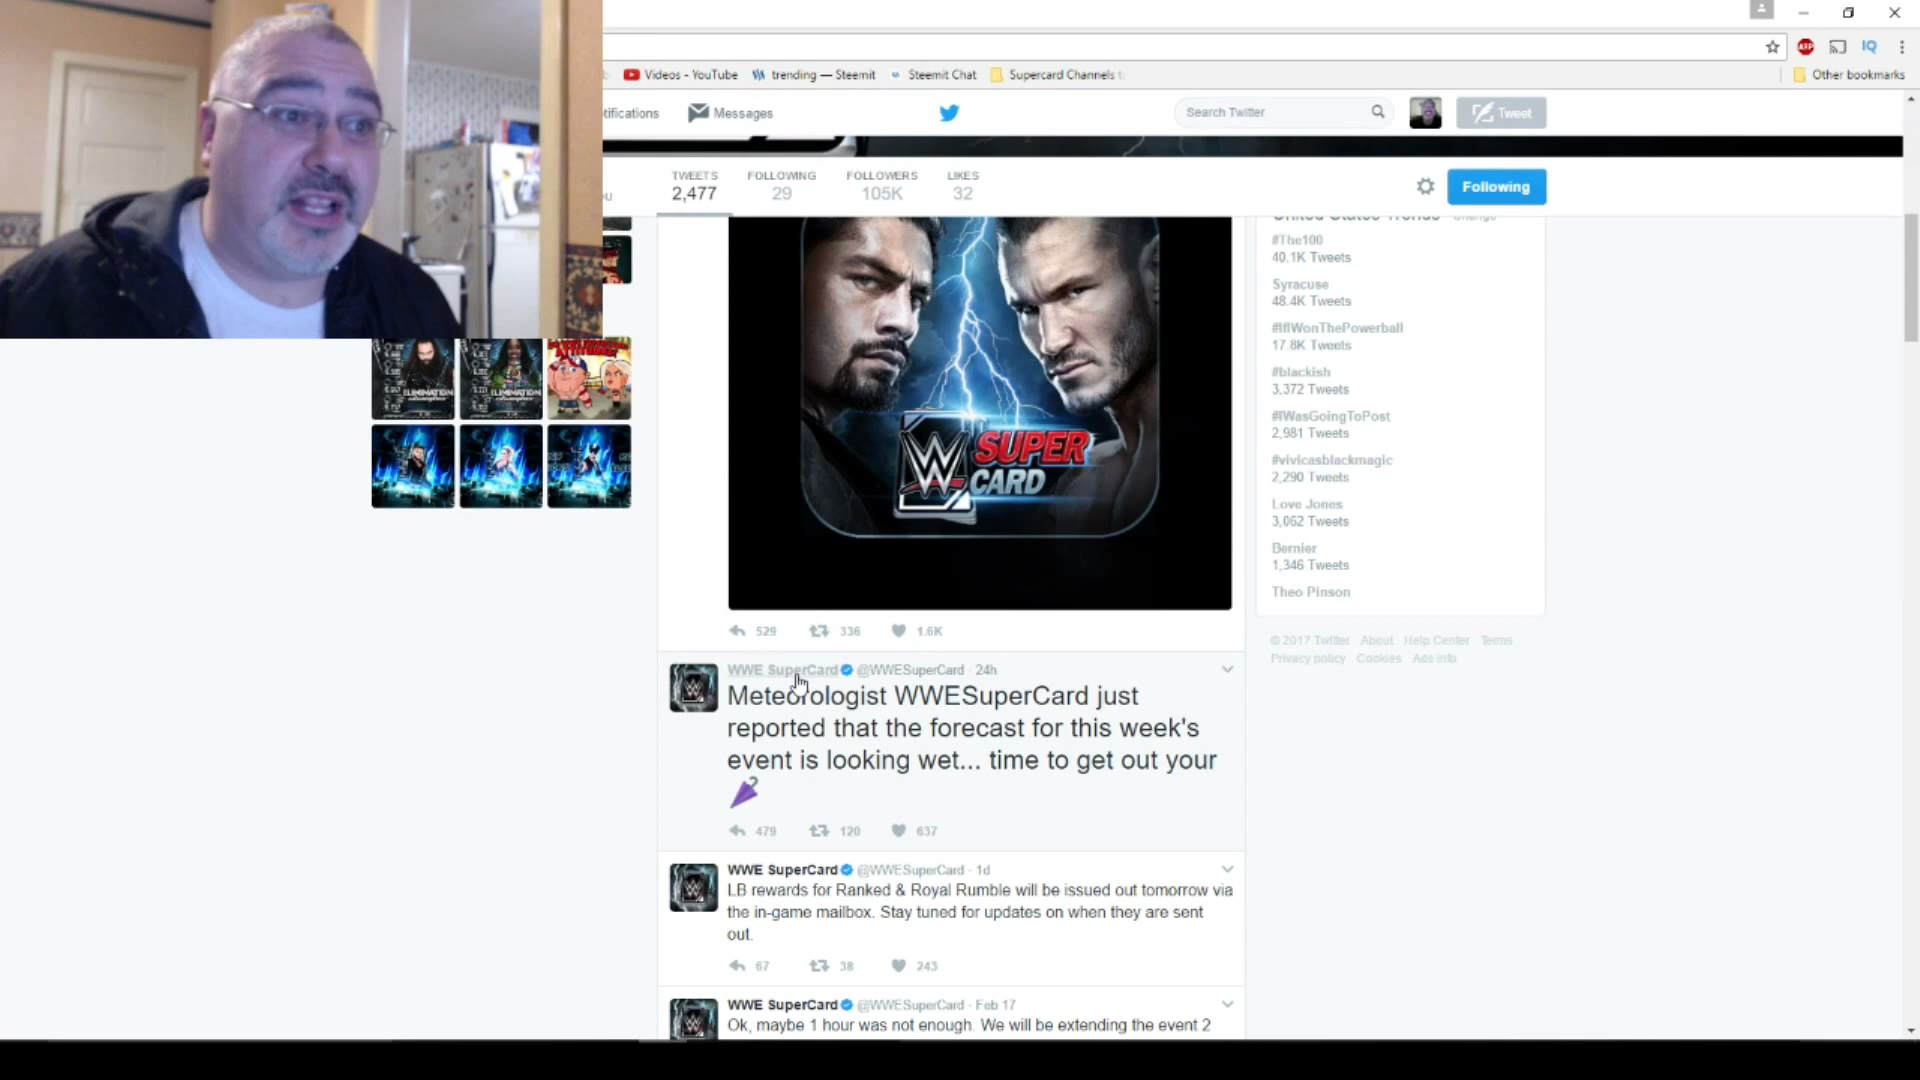 ABP
IQ
Videos - YouTube
trending — Steemit
Steemit Chat
Supercard Channels
Other bookmarks
tifications
Messages
Search Twitter
Tweet
TWEETS
2,477
FOLLOWING
29
FOLLOWERS
105K
LIKES
32
Following
United States Trends · Change
#The100
40.1K Tweets
Syracuse
48.4K Tweets
#IfIWonThePowerball
17.8K Tweets
#blackish
3,372 Tweets
#IWasGoingToPost
2,981 Tweets
#vivicasblackmagic
2,290 Tweets
Love Jones
3,062 Tweets
Bernier
1,346 Tweets
Theo Pinson
© 2017 Twitter About Help Center Terms
Privacy policy Cookies Ads info
ELIMINATION
ELIMINATION
W SUPER
CARD
529 336 1.6K
WWE SuperCard @WWESuperCard · 24h
Meteorologist WWESuperCard just
reported that the forecast for this week's
event is looking wet... time to get out your
479 120 637
WWE SuperCard @WWESuperCard · 1d
LB rewards for Ranked & Royal Rumble will be issued out tomorrow via
the in-game mailbox. Stay tuned for updates on when they are sent
out.
67 38 243
WWE SuperCard @WWESuperCard · Feb 17
Ok, maybe 1 hour was not enough. We will be extending the event 2